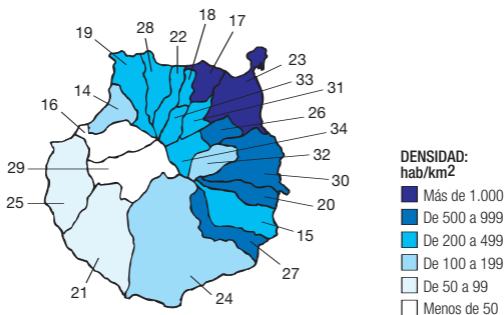 19
28
22
18
17
23
33
31
14
26
16
34
32
29
30
25
20
15
27
21
24
DENSIDAD:
hab/km2
Más de 1.000
De 500 a 999
De 200 a 499
De 100 a 199
De 50 a 99
Menos de 50